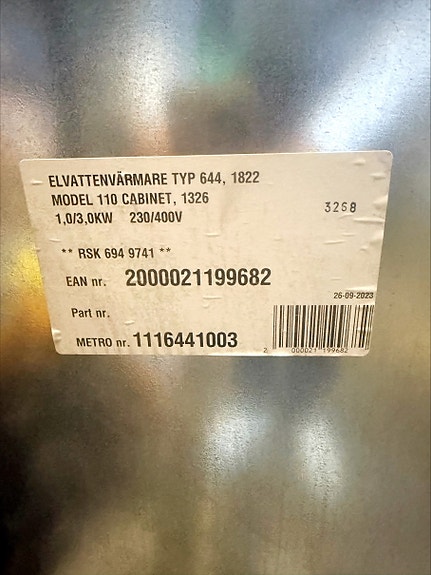 ELVATTENVÄRMARE TYP 644, 1822
MODEL 110 CABINET, 1326
1,0/3,0KW 230/400V
3268
** RSK 694 9741 **
EAN nr. 2000021199682
26-09-2023
Part nr.
METRO nr. 1116441003
2 000021 199682